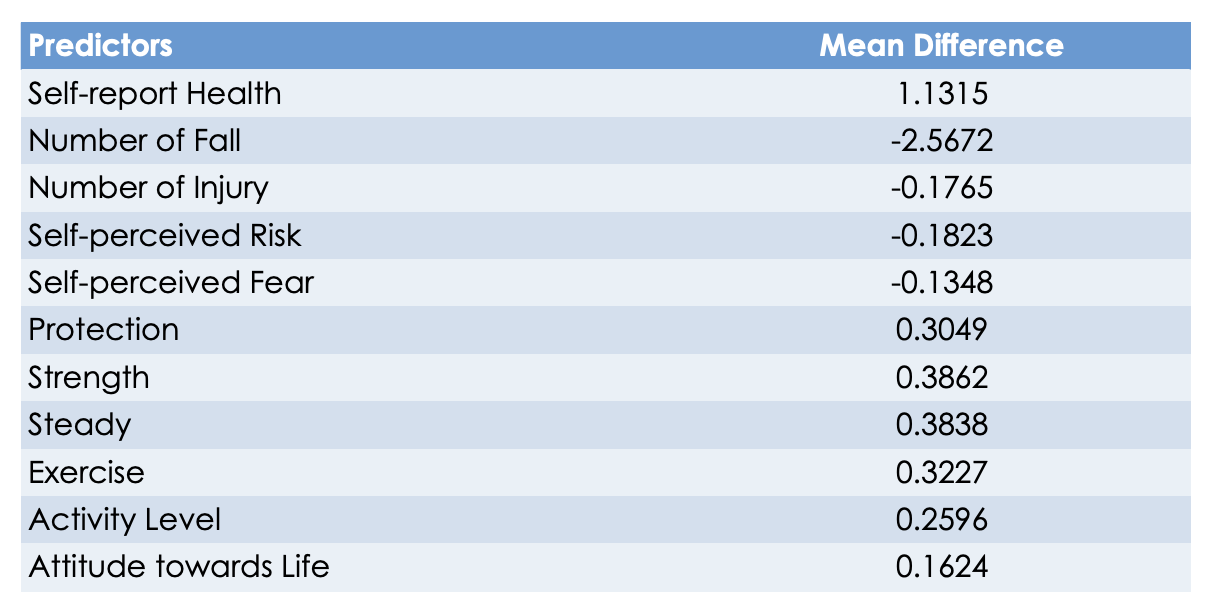 Predictors Mean Difference
Self-report Health 1.1315
Number of Fall -2.5672
Number of Injury -0.1765
Self-perceived Risk -0.1823
Self-perceived Fear -0.1348
Protection 0.3049
Strength 0.3862
Steady 0.3838
Exercise 0.3227
Activity Level 0.2596
Attitude towards Life 0.1624